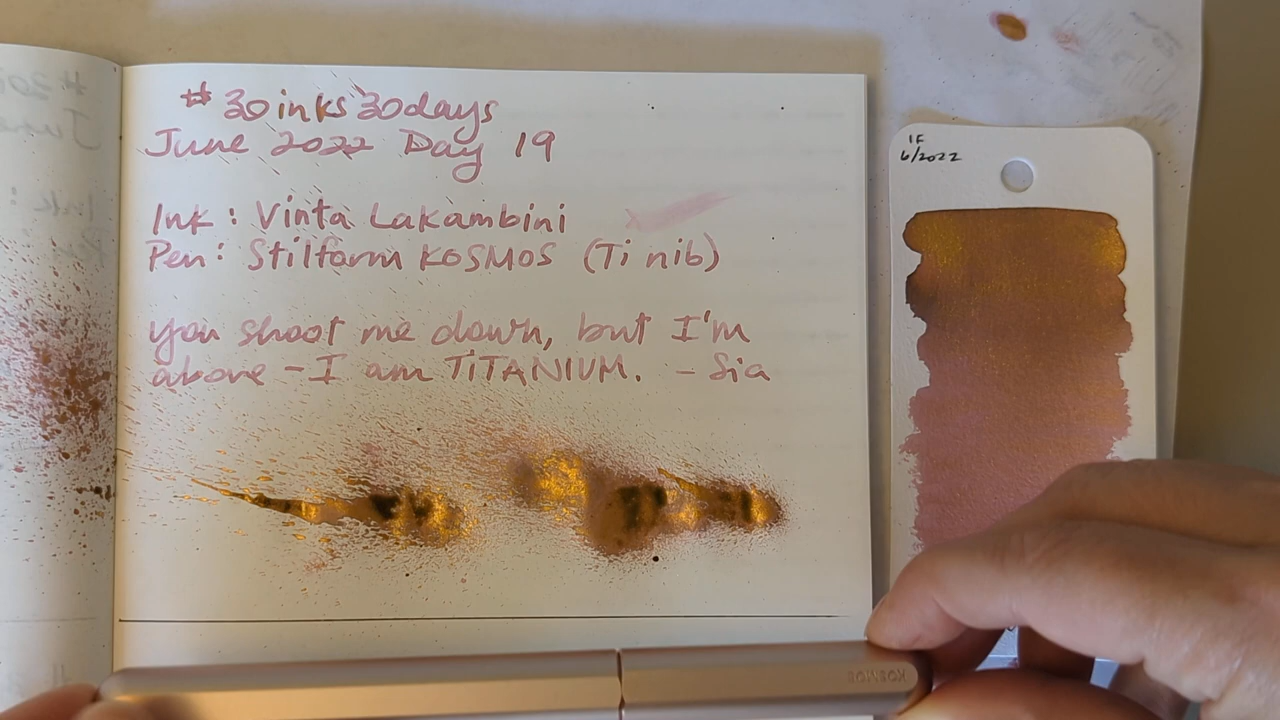 #30inks30days
June 2022 Day 19
Ink: Vinta Lakambini
Pen: Stilform KOSMOS (Ti nib)
you shoot me down, but I'm
above - I am TiTANIUM. - Sia
IF
6/2022
KOSMOS